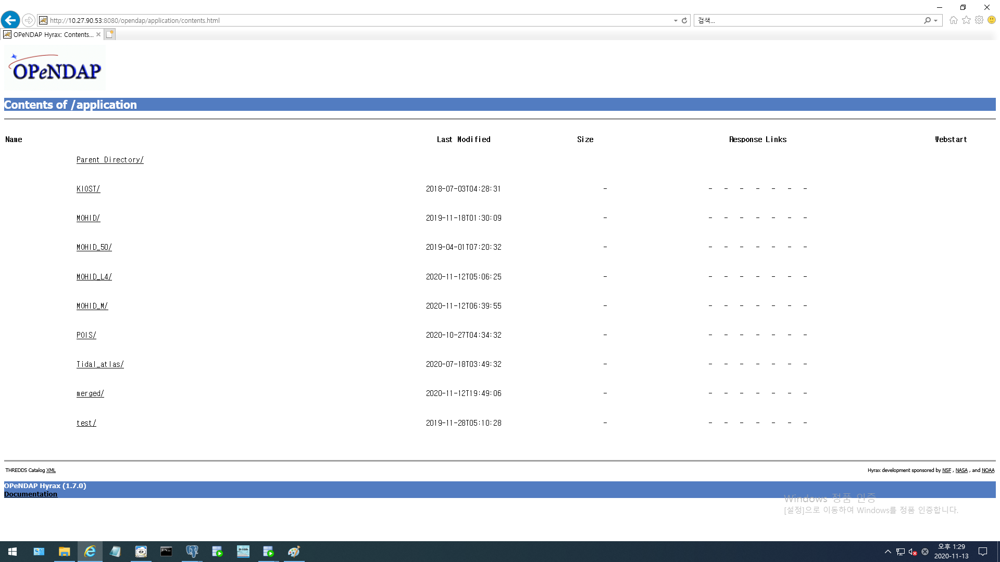 http://10.27.90.53:8080/opendap/application/contents.html
검색...
OPeNDAP Hyrax: Contents...
OPeNDAP
Contents of /application
Name Last Modified Size Response Links Webstart
Parent Directory/
KIOST/ 2018-07-03T04:28:31 - - - - - - - -
MOHID/ 2019-11-18T01:30:09 - - - - - - - -
MOHID_50/ 2019-04-01T07:20:32 - - - - - - - -
MOHID_L4/ 2020-11-12T05:06:25 - - - - - - - -
MOHID_M/ 2020-11-12T06:39:55 - - - - - - - -
POIS/ 2020-10-27T04:34:32 - - - - - - - -
Tidal_atlas/ 2020-07-18T03:49:32 - - - - - - - -
merged/ 2020-11-12T19:49:06 - - - - - - - -
test/ 2019-11-28T05:10:28 - - - - - - - -
THREDDS Catalog XML Hyrax development sponsored by NSF , NASA , and NOAA
OPeNDAP Hyrax (1.7.0)
Documentation
Windows 정품 인증
[설정]으로 이동하여 Windows를 정품 인증합니다.
S-100
오후 1:29
2020-11-13